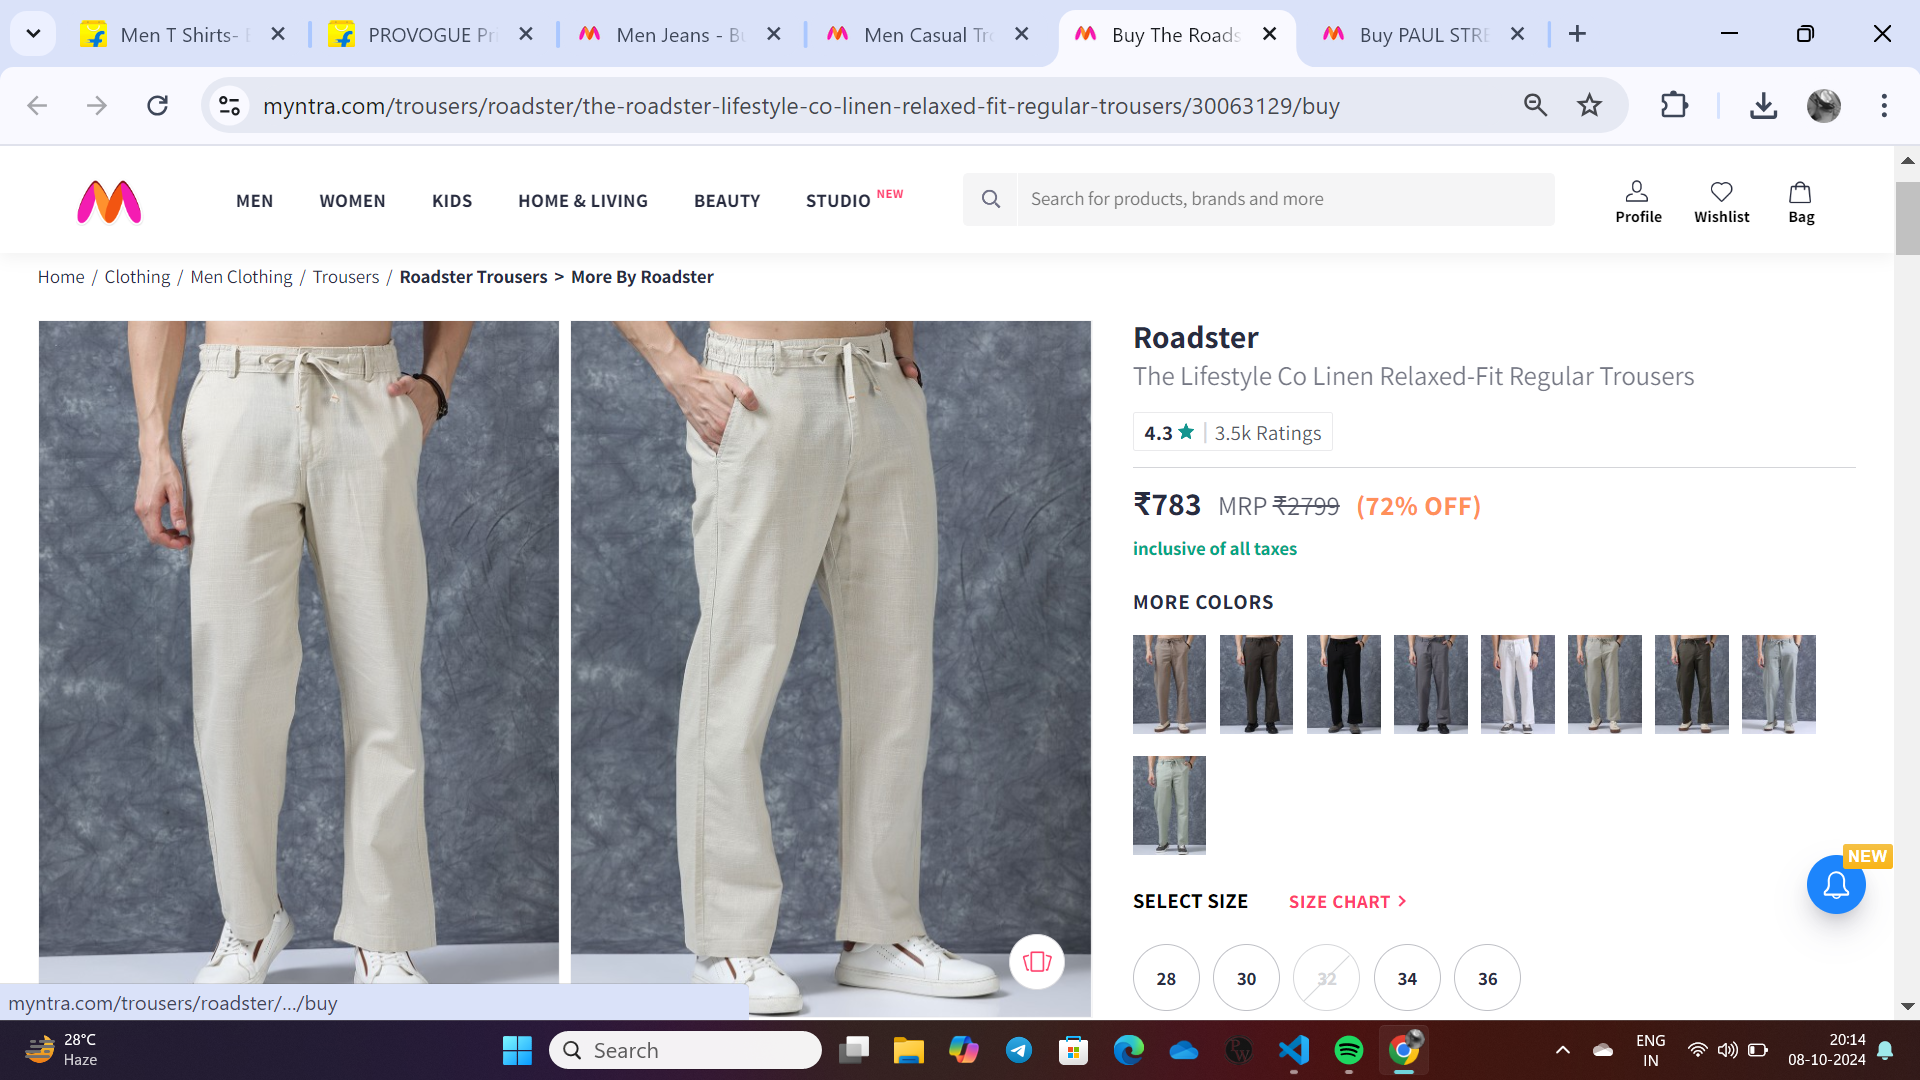 Men T Shirts-
PROVOGUE Pri
Men Jeans - Bu
Men Casual Tro
Buy The Roads
Buy PAUL STRE
myntra.com/trousers/roadster/the-roadster-lifestyle-co-linen-relaxed-fit-regular-trousers/30063129/buy
MEN
WOMEN
KIDS
HOME & LIVING
BEAUTY
STUDIO NEW
Search for products, brands and more
Profile
Wishlist
Bag
Home / Clothing / Men Clothing / Trousers / Roadster Trousers > More By Roadster
Roadster
The Lifestyle Co Linen Relaxed-Fit Regular Trousers
4.3 ★ | 3.5k Ratings
₹783 MRP ₹2799 (72% OFF)
inclusive of all taxes
MORE COLORS
NEW
SELECT SIZE SIZE CHART >
28 30 32 34 36
myntra.com/trousers/roadster/.../buy
28°C
Haze
Search
ENG
IN
20:14
08-10-2024